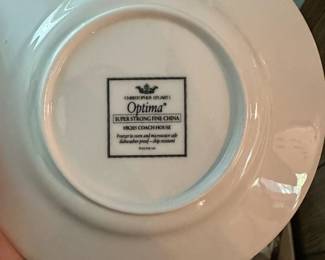 CHRISTOPHER STUART
Optima®
SUPER STRONG FINE CHINA
COACH HOUSE
Freezer to oven and microwave safe
dishwasher proof - chip resistant